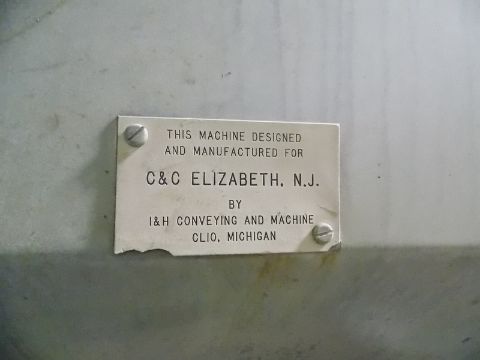 THIS MACHINE DESIGNED
AND MANUFACTURED FOR
C&C ELIZABETH, N.J.
BY
I&H CONVEYING AND MACHINE
CLIO, MICHIGAN